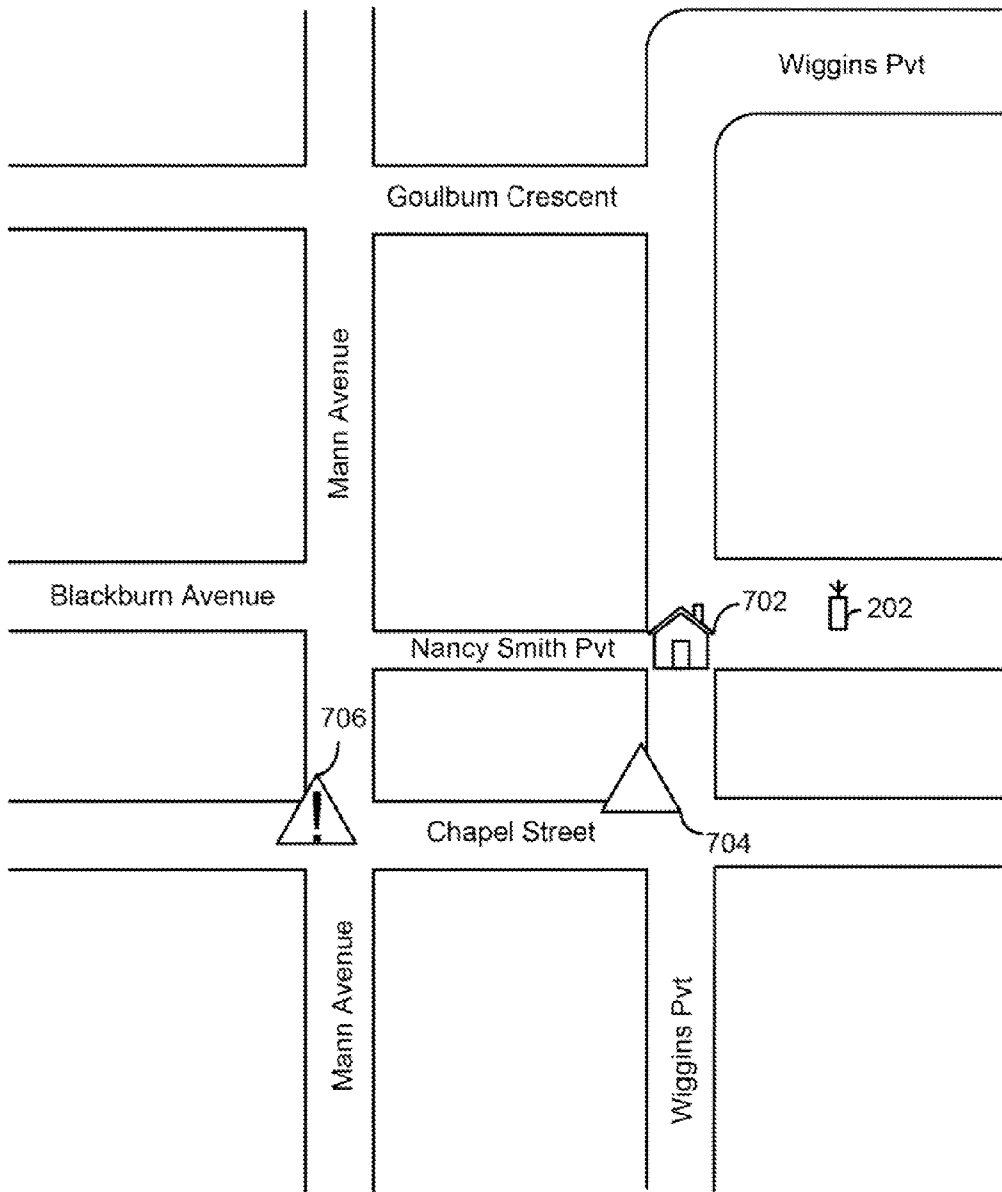 Wiggins Pvt
Goulbum Crescent
Mann Avenue
Blackburn Avenue
702
202
Nancy Smith Pvt
706
!
Chapel Street
704
Mann Avenue
Wiggins Pvt